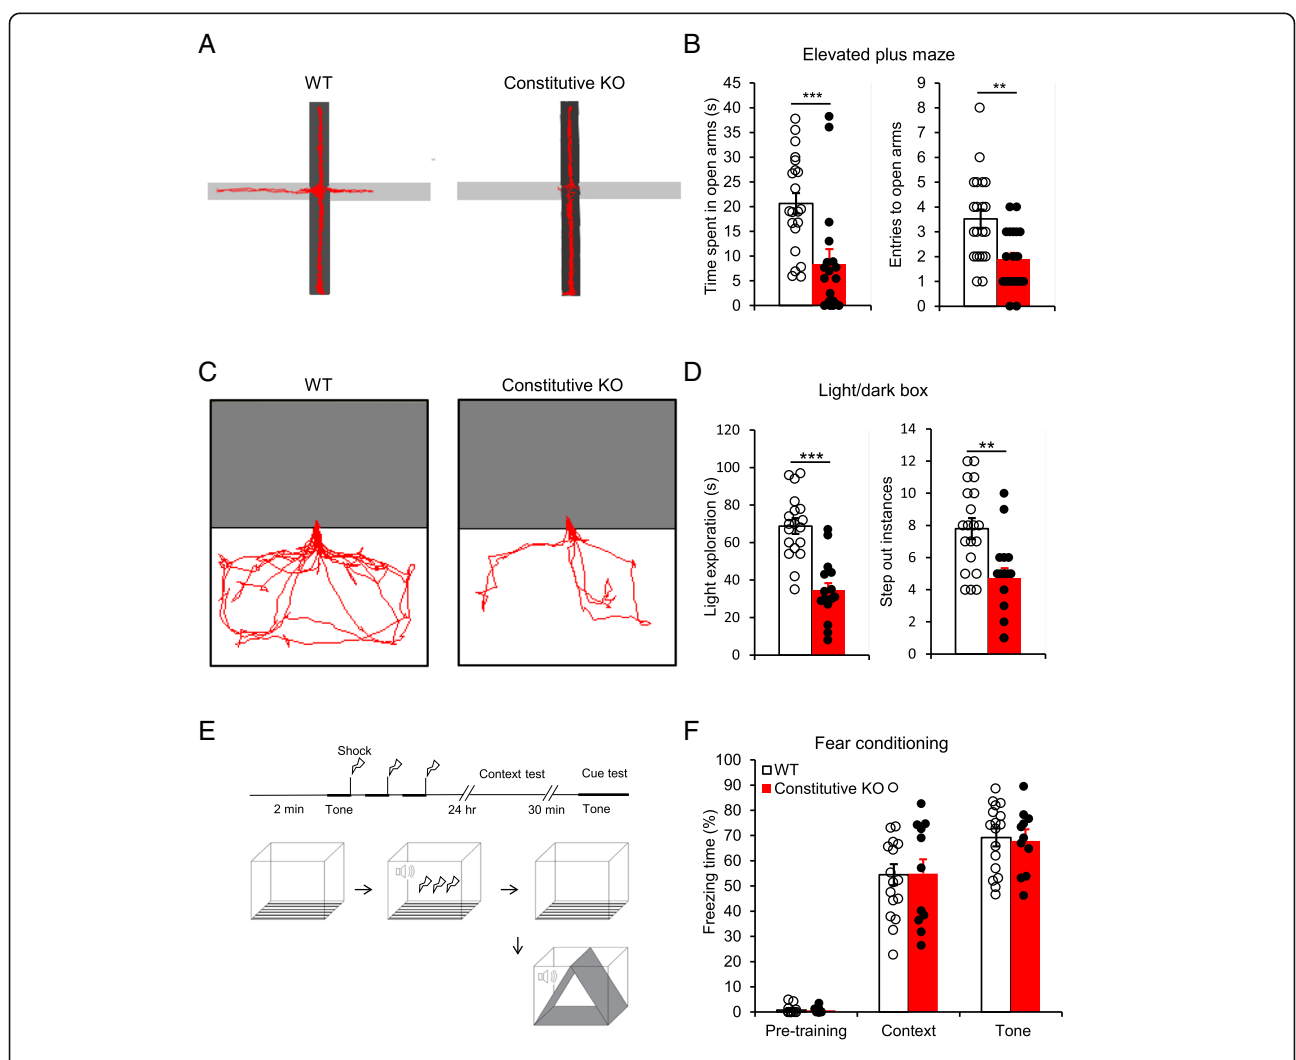 A
WT
Constitutive KO
B
Elevated plus maze
Time spent in open arms (s)
45
40
35
30
25
20
15
10
5
0
***
Entries to open arms
9
8
7
6
5
4
3
2
1
0
**
C
WT
Constitutive KO
D
Light/dark box
Light exploration (s)
120
100
80
60
40
20
0
***
Step out instances
14
12
10
8
6
4
2
0
**
E
Shock
Context test
Cue test
2 min
Tone
24 hr
30 min
Tone
F
Fear conditioning
Freezing time (%)
100
90
80
70
60
50
40
30
20
10
0
WT
Constitutive KO
Pre-training
Context
Tone